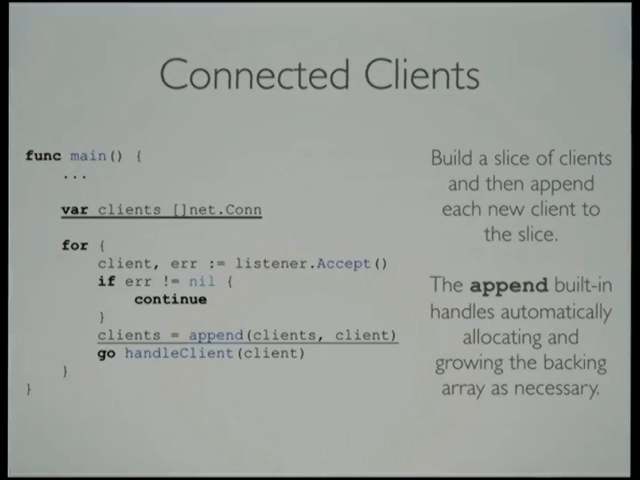 Connected Clients
func main() {
...
var clients []net.Conn
for {
client, err := listener.Accept()
if err != nil {
continue
}
clients = append(clients, client)
go handleClient(client)
}
}
Build a slice of clients
and then append
each new client to
the slice.
The append built-in
handles automatically
allocating and
growing the backing
array as necessary.